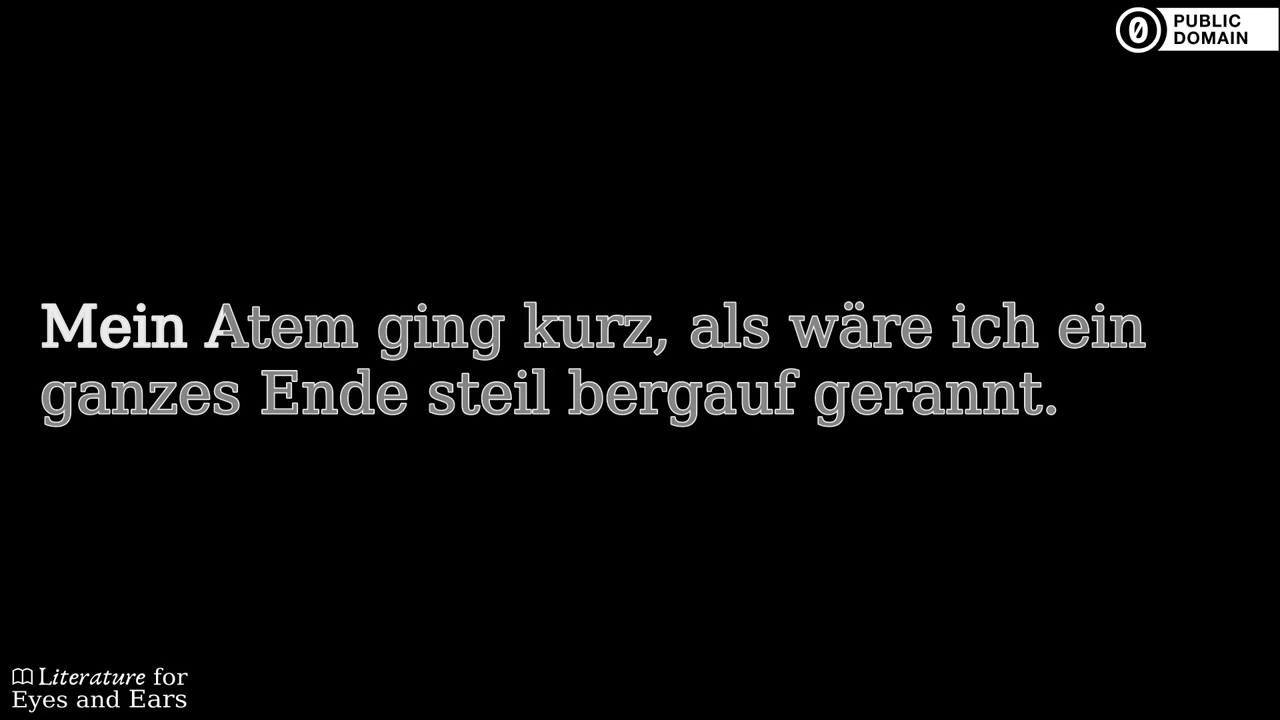 PUBLIC
DOMAIN
Mein Atem ging kurz, als wäre ich ein
ganzes Ende steil bergauf gerannt.
Literature for
Eyes and Ears